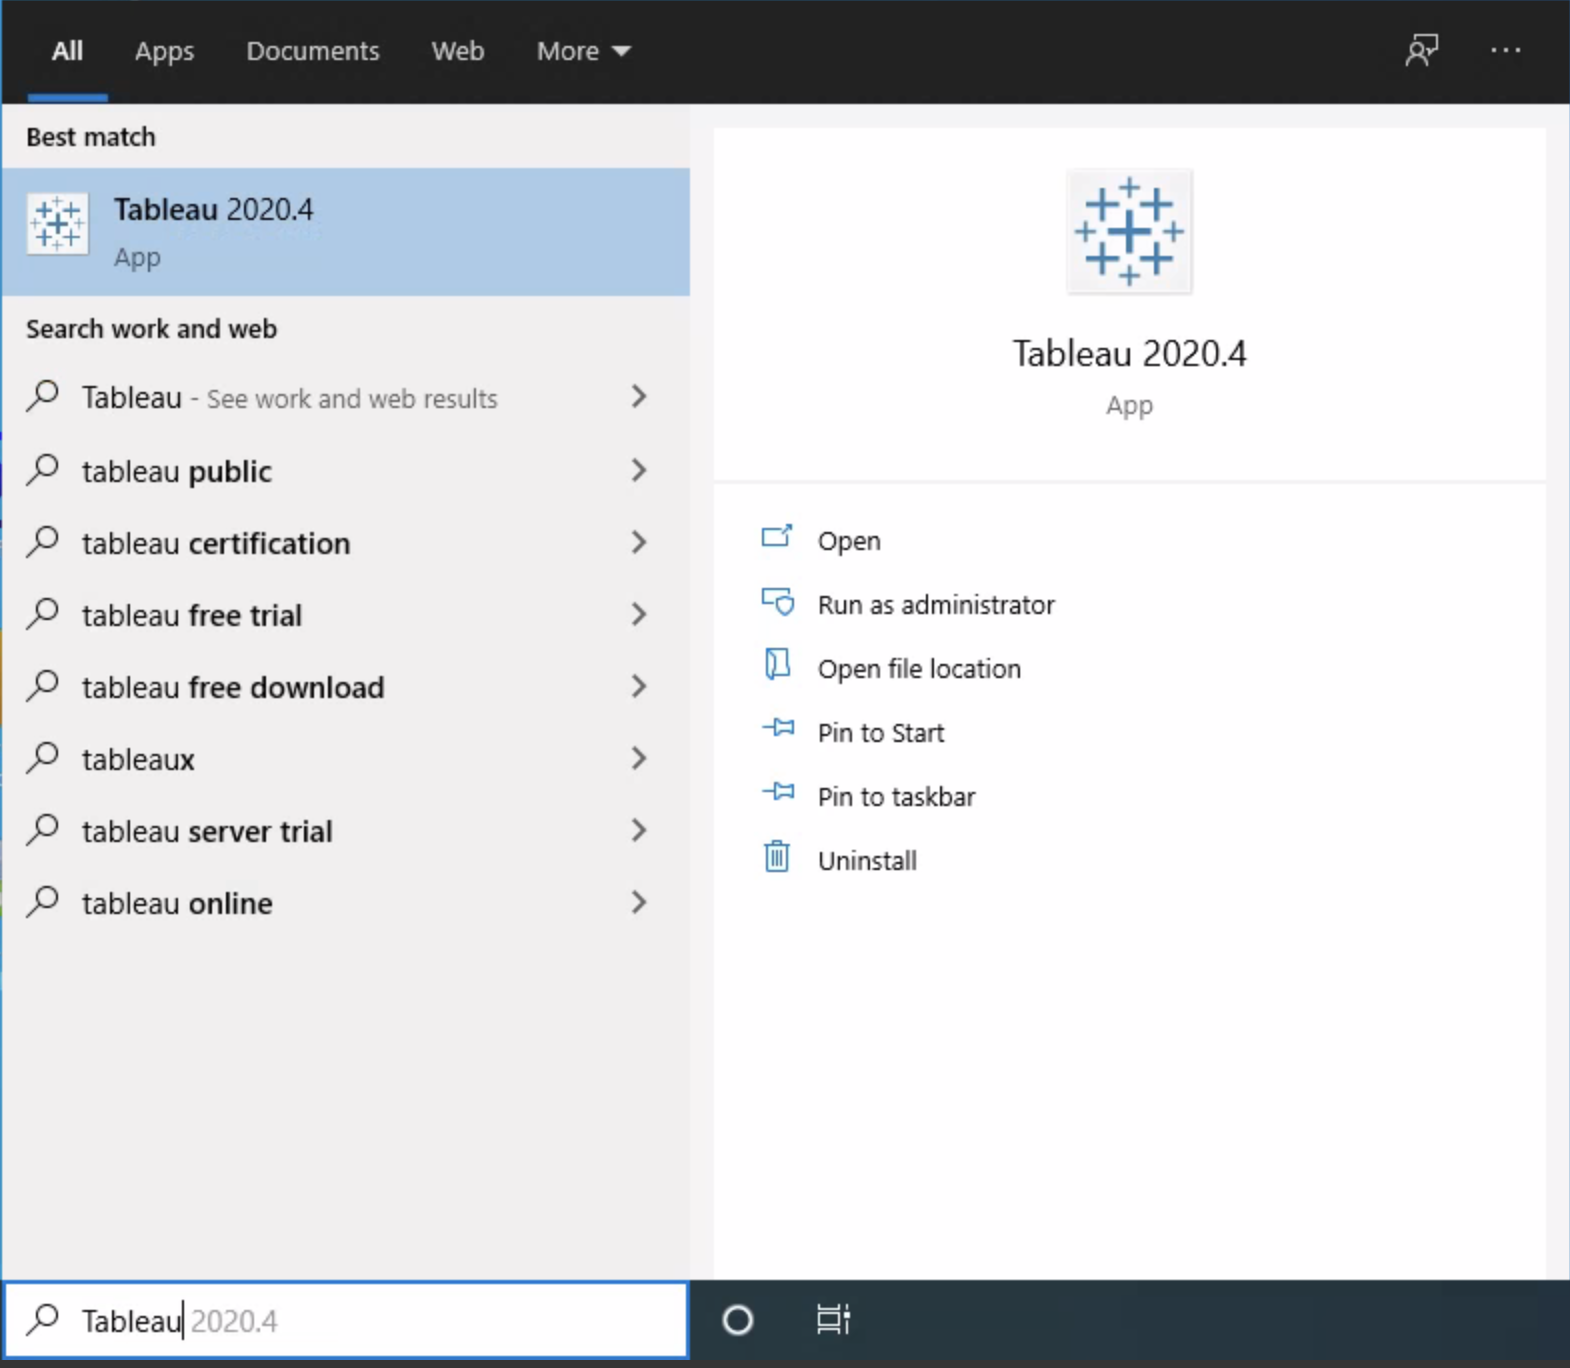 All Apps Documents Web More
Best match
Tableau 2020.4
App
Search work and web
Tableau - See work and web results
tableau public
tableau certification
tableau free trial
tableau free download
tableaux
tableau server trial
tableau online
Tableau 2020.4
App
Open
Run as administrator
Open file location
Pin to Start
Pin to taskbar
Uninstall
Tableau 2020.4